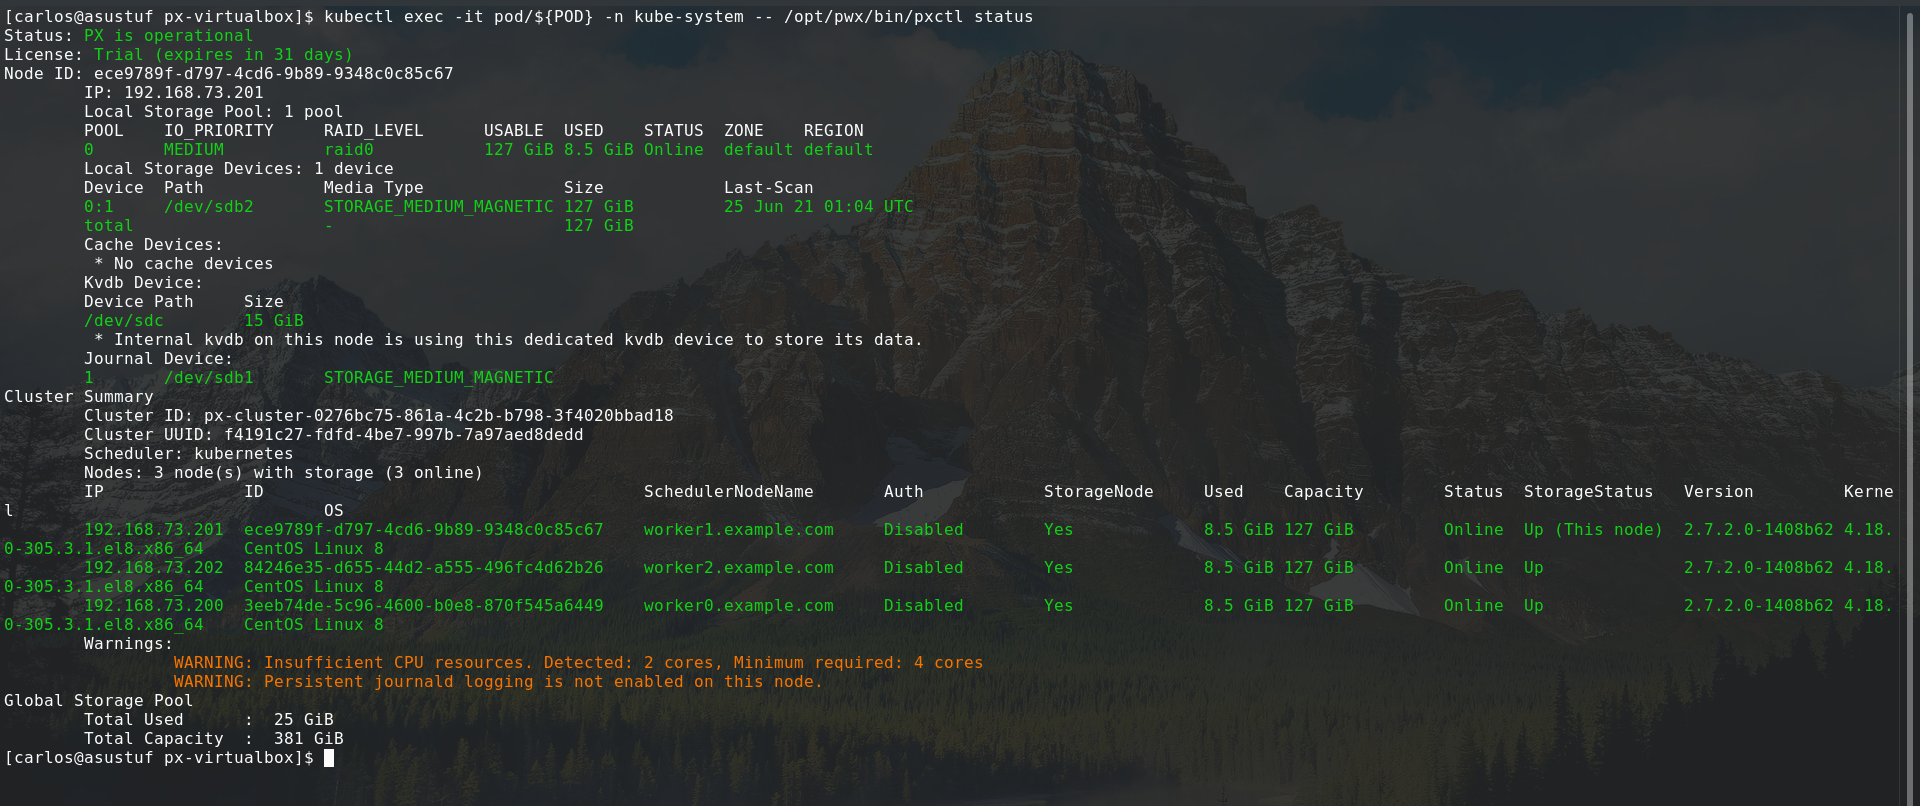 [carlos@asustuf px-virtualbox]$ kubectl exec -it pod/${POD} -n kube-system -- /opt/pwx/bin/pxctl status
Status: PX is operational
License: Trial (expires in 31 days)
Node ID: ece9789f-d797-4cd6-9b89-9348c0c85c67
        IP: 192.168.73.201
        Local Storage Pool: 1 pool
        POOL    IO_PRIORITY     RAID_LEVEL      USABLE  USED    STATUS  ZONE    REGION
        0       MEDIUM          raid0           127 GiB 8.5 GiB Online  default default
        Local Storage Devices: 1 device
        Device  Path            Media Type              Size            Last-Scan
        0:1     /dev/sdb2       STORAGE_MEDIUM_MAGNETIC 127 GiB         25 Jun 21 01:04 UTC
        total                   -                       127 GiB
        Cache Devices:
         * No cache devices
        Kvdb Device:
        Device Path     Size
        /dev/sdc        15 GiB
         * Internal kvdb on this node is using this dedicated kvdb device to store its data.
        Journal Device:
        1       /dev/sdb1       STORAGE_MEDIUM_MAGNETIC
Cluster Summary
        Cluster ID: px-cluster-0276bc75-861a-4c2b-b798-3f4020bbad18
        Cluster UUID: f4191c27-fdfd-4be7-997b-7a97aed8dedd
        Scheduler: kubernetes
        Nodes: 3 node(s) with storage (3 online)
        IP              ID                                      SchedulerNodeName       Auth            StorageNode     Used    Capacity        Status  StorageStatus   Version         Kerne
l                               OS
        192.168.73.201  ece9789f-d797-4cd6-9b89-9348c0c85c67    worker1.example.com     Disabled        Yes             8.5 GiB 127 GiB         Online  Up (This node)  2.7.2.0-1408b62 4.18.
0-305.3.1.el8.x86_64    CentOS Linux 8
        192.168.73.202  84246e35-d655-44d2-a555-496fc4d62b26    worker2.example.com     Disabled        Yes             8.5 GiB 127 GiB         Online  Up              2.7.2.0-1408b62 4.18.
0-305.3.1.el8.x86_64    CentOS Linux 8
        192.168.73.200  3eeb74de-5c96-4600-b0e8-870f545a6449    worker0.example.com     Disabled        Yes             8.5 GiB 127 GiB         Online  Up              2.7.2.0-1408b62 4.18.
0-305.3.1.el8.x86_64    CentOS Linux 8
        Warnings:
                 WARNING: Insufficient CPU resources. Detected: 2 cores, Minimum required: 4 cores
                 WARNING: Persistent journald logging is not enabled on this node.
Global Storage Pool
        Total Used      :  25 GiB
        Total Capacity  :  381 GiB
[carlos@asustuf px-virtualbox]$